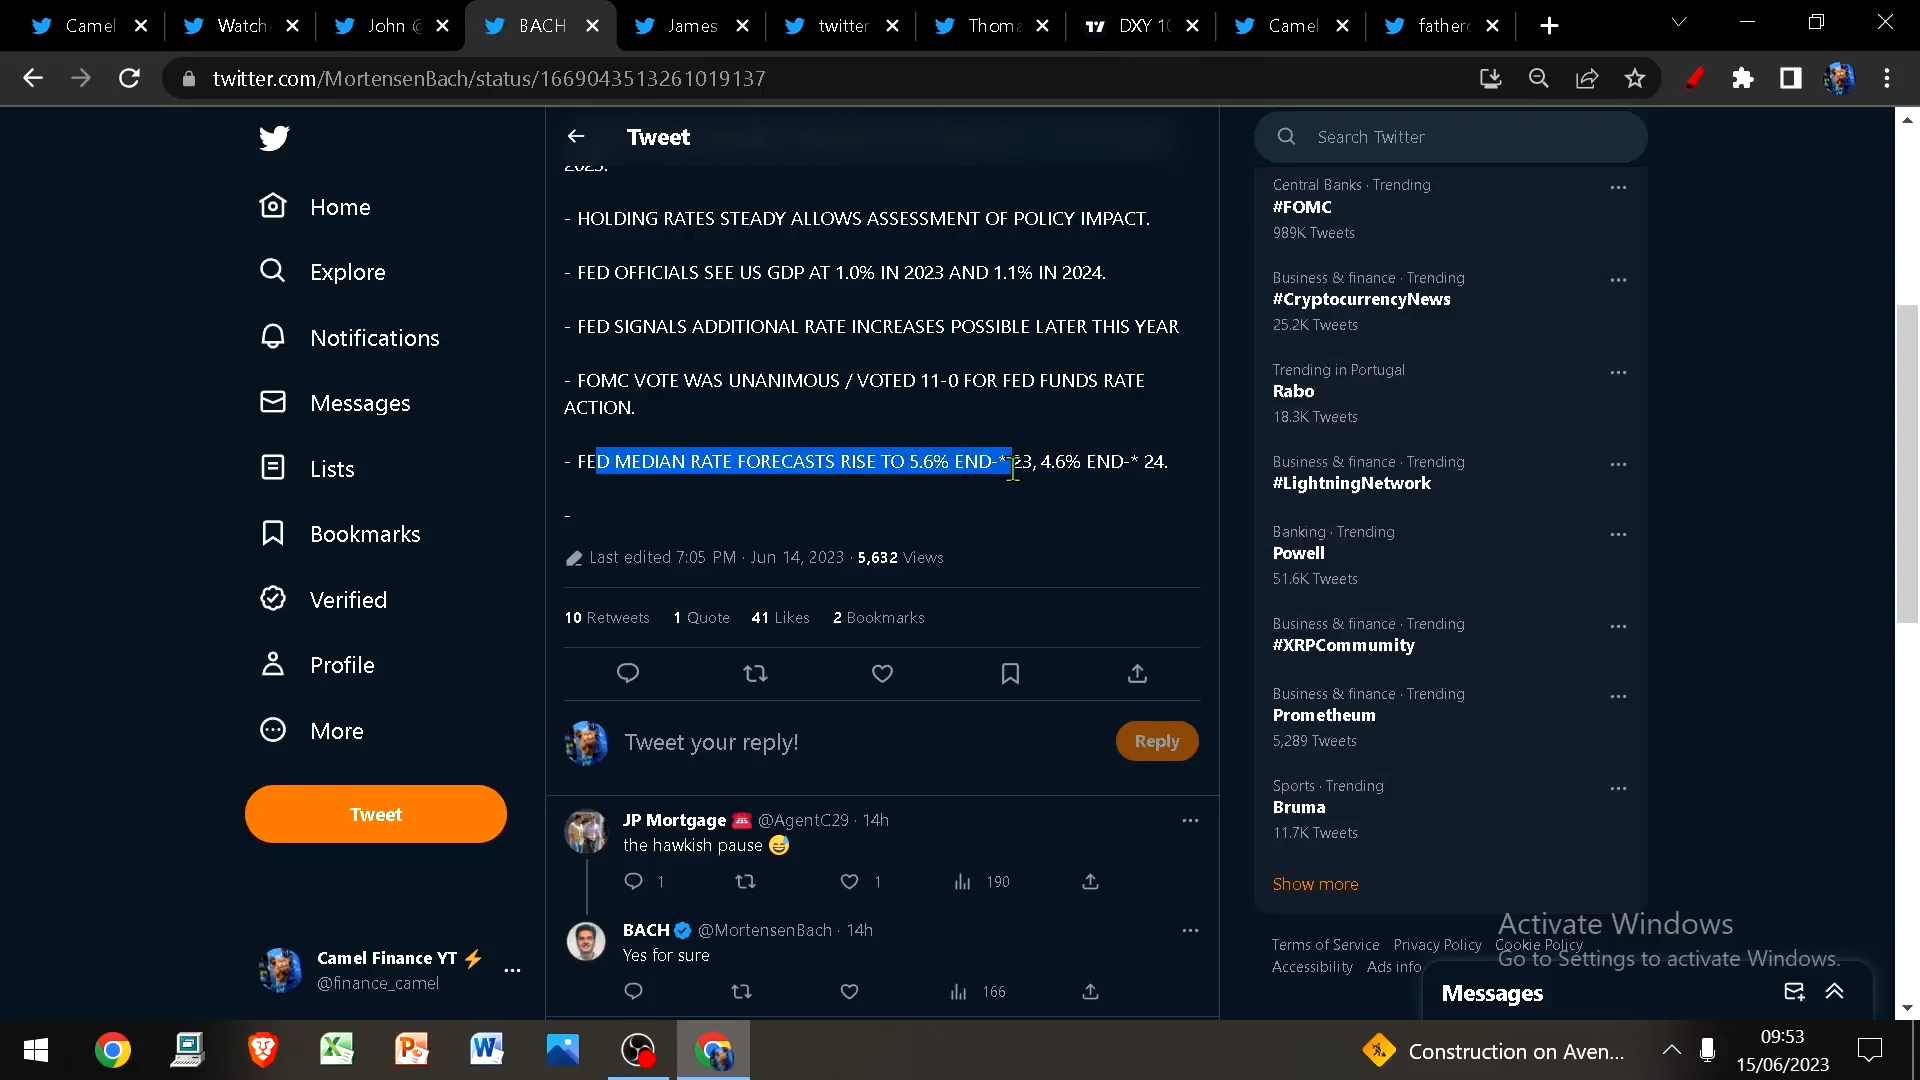 Camel
Watch
John @
BACH
James
twitter
Thoma
DXY 10
Camel
father
twitter.com/MortensenBach/status/1669043513261019137
Home
Explore
Notifications
Messages
Lists
Bookmarks
Verified
Profile
More
Tweet
Camel Finance YT ⚡
@finance_camel
Tweet
2023.
- HOLDING RATES STEADY ALLOWS ASSESSMENT OF POLICY IMPACT.
- FED OFFICIALS SEE US GDP AT 1.0% IN 2023 AND 1.1% IN 2024.
- FED SIGNALS ADDITIONAL RATE INCREASES POSSIBLE LATER THIS YEAR
- FOMC VOTE WAS UNANIMOUS / VOTED 11-0 FOR FED FUNDS RATE
ACTION.
- FED MEDIAN RATE FORECASTS RISE TO 5.6% END-* 23, 4.6% END-* 24.
-
Last edited 7:05 PM · Jun 14, 2023 · 5,632 Views
10 Retweets 1 Quote 41 Likes 2 Bookmarks
Tweet your reply!
Reply
JP Mortgage ☎️ @AgentC29 · 14h
the hawkish pause 😅
1 1 190
BACH @MortensenBach · 14h
Yes for sure
166
Search Twitter
Central Banks · Trending
#FOMC
989K Tweets
Business & finance · Trending
#CryptocurrencyNews
25.2K Tweets
Trending in Portugal
Rabo
18.3K Tweets
Business & finance · Trending
#LightningNetwork
Banking · Trending
Powell
51.6K Tweets
Business & finance · Trending
#XRPCommumity
Business & finance · Trending
Prometheum
5,289 Tweets
Sports · Trending
Bruma
11.7K Tweets
Show more
Terms of Service Privacy Policy Cookie Policy
Accessibility Ads info
Activate Windows
Go to Settings to activate Windows.
Messages
Construction on Aven...
09:53
15/06/2023